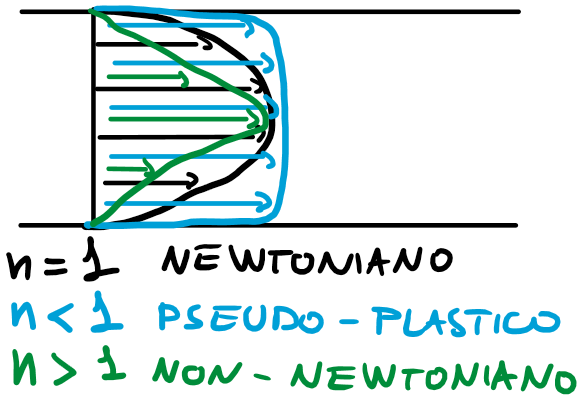 n = 1 NEWTONIANO
n < 1 PSEUDO - PLASTICO
n > 1 NON - NEWTONIANO